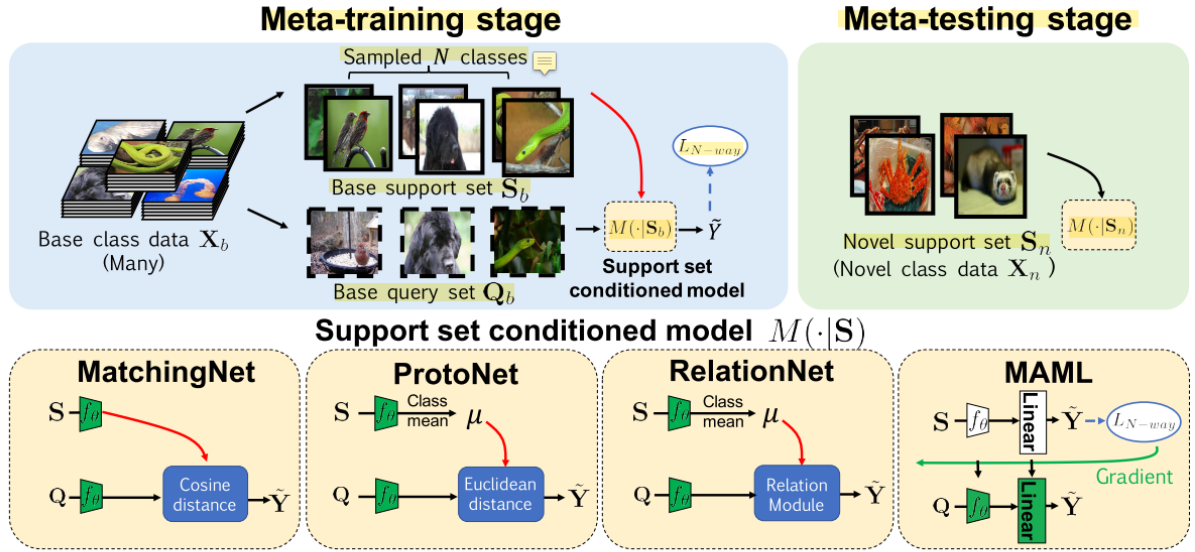 Meta-training stage
Sampled N classes
Base class data X_b
(Many)
Base support set S_b
Base query set Q_b
M(·|S_b)
Ỹ
L_{N−way}
Support set
conditioned model
Meta-testing stage
Novel support set S_n
(Novel class data X_n )
M(·|S_n)
Support set conditioned model M(·|S)
MatchingNet
S
f_θ
Q
f_θ
Cosine
distance
Ỹ
ProtoNet
S
f_θ
Class
mean
μ
Q
f_θ
Euclidean
distance
Ỹ
RelationNet
S
f_θ
Class
mean
μ
Q
f_θ
Relation
Module
Ỹ
MAML
S
f_θ
Linear
Ỹ
L_{N−way}
Gradient
Q
f_θ
Linear
Ỹ